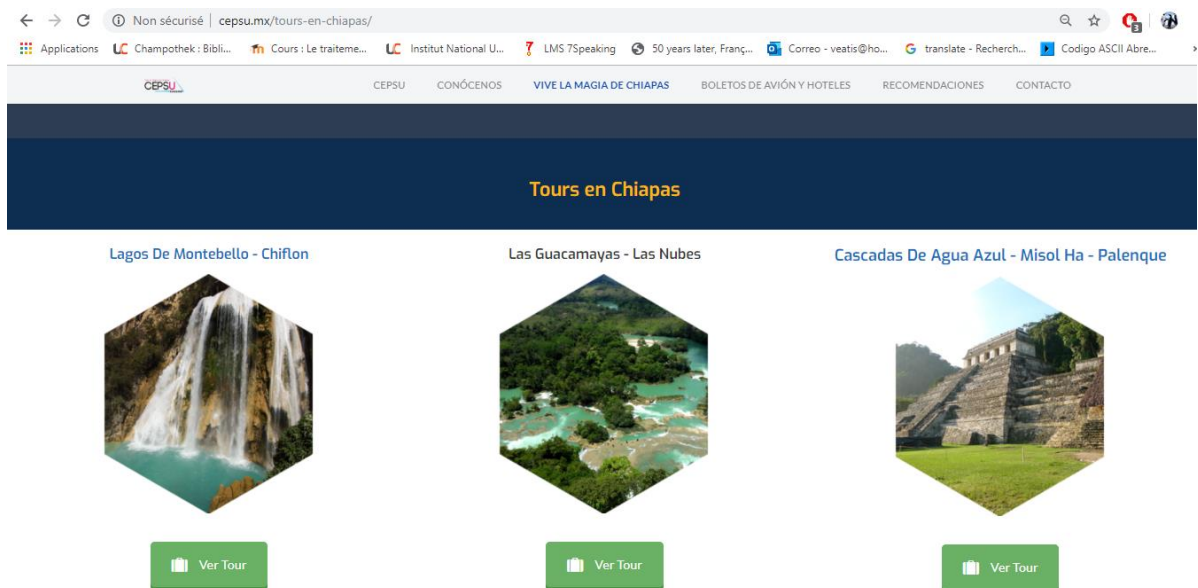 Non sécurisé | cepsu.mx/tours-en-chiapas/
3
Applications Champothek : Bibli... Cours : Le traiteme... Institut National U... LMS 7Speaking 50 years later, Franç... Correo - veatis@ho... translate - Recherch... Codigo ASCII Abre... »
CEPSU CEPSU CONÓCENOS VIVE LA MAGIA DE CHIAPAS BOLETOS DE AVIÓN Y HOTELES RECOMENDACIONES CONTACTO
Tours en Chiapas
Lagos De Montebello - Chiflon Las Guacamayas - Las Nubes Cascadas De Agua Azul - Misol Ha - Palenque
Ver Tour Ver Tour Ver Tour